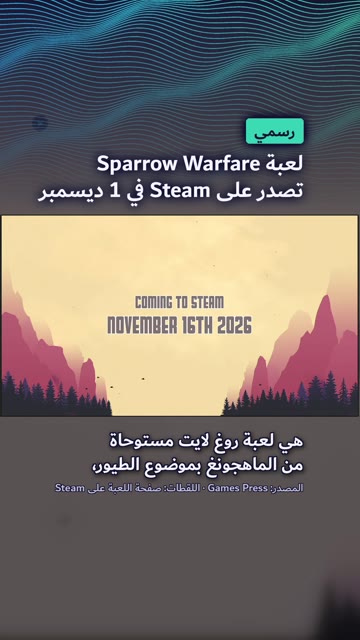 رسمي
لعبة Sparrow Warfare
تصدر على Steam في 1 ديسمبر
COMING TO STEAM
NOVEMBER 16TH 2026
هي لعبة روغ لايت مستوحاة
من الماهجونغ بموضوع الطيور،
المصدر: Games Press · اللقطات: صفحة اللعبة على Steam